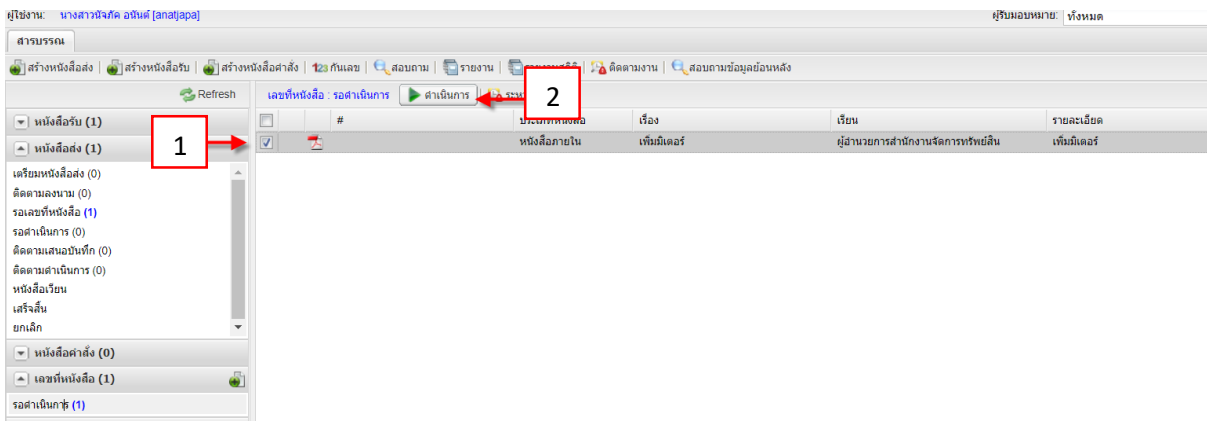 ผู้ใช้งาน: นางสาวนัจภัค อนันต์ [anatjapa] ผู้รับมอบหมาย: ทั้งหมด
สารบรรณ
สร้างหนังสือส่ง | สร้างหนังสือรับ | สร้างหนังสือคำสั่ง | 123 กันเลข | สอบถาม | รายงาน | ติดตามงาน | สอบถามข้อมูลย้อนหลัง
Refresh เลขที่หนังสือ : รอดำเนินการ ดำเนินการ 2
หนังสือรับ (1) # ประเภทหนังสือ เรื่อง เรียน รายละเอียด
หนังสือส่ง (1) 1 หนังสือภายใน เพิ่มมิเตอร์ ผู้อำนวยการสำนักงานจัดการทรัพย์สิน เพิ่มมิเตอร์
เตรียมหนังสือส่ง (0)
ติดตามลงนาม (0)
รอเลขที่หนังสือ (1)
รอดำเนินการ (0)
ติดตามเสนอบันทึก (0)
ติดตามดำเนินการ (0)
หนังสือเวียน
เสร็จสิ้น
ยกเลิก
หนังสือคำสั่ง (0)
เลขที่หนังสือ (1)
รอดำเนินการ (1)